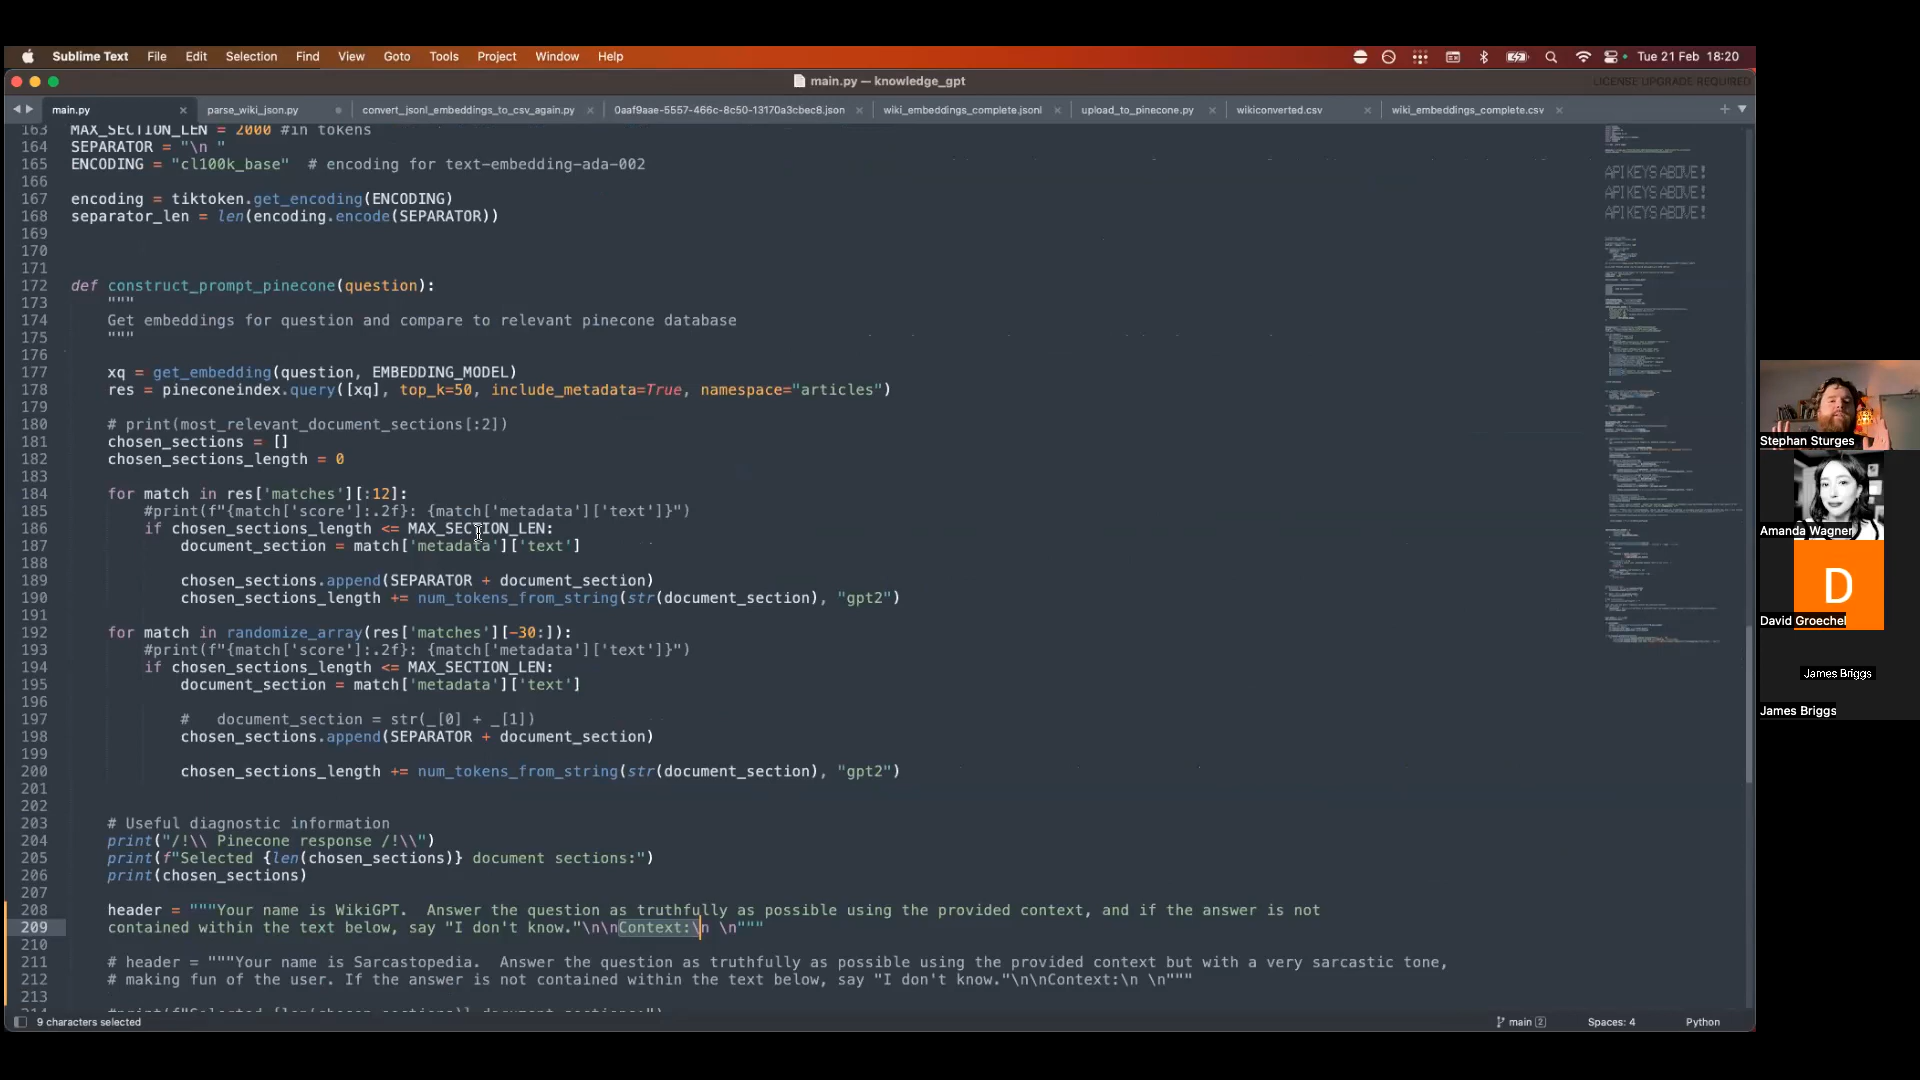 Sublime Text File Edit Selection Find View Goto Tools Project Window Help Tue 21 Feb 18:20
main.py — knowledge_gpt LICENSE UPGRADE REQUIRED
main.py parse_wiki_json.py convert_jsonl_embeddings_to_csv_again.py 0aaf9aae-5557-466c-8c50-13170a3cbec8.json wiki_embeddings_complete.jsonl upload_to_pinecone.py wikiconverted.csv wiki_embeddings_complete.csv
163 MAX_SECTION_LEN = 2000 #in tokens
164 SEPARATOR = "\n "
165 ENCODING = "cl100k_base"  # encoding for text-embedding-ada-002
166
167 encoding = tiktoken.get_encoding(ENCODING)
168 separator_len = len(encoding.encode(SEPARATOR))
169
170
171
172 def construct_prompt_pinecone(question):
173     """
174     Get embeddings for question and compare to relevant pinecone database
175     """
176
177     xq = get_embedding(question, EMBEDDING_MODEL)
178     res = pineconeindex.query([xq], top_k=50, include_metadata=True, namespace="articles")
179
180     # print(most_relevant_document_sections[:2])
181     chosen_sections = []
182     chosen_sections_length = 0
183
184     for match in res['matches'][:12]:
185         #print(f"{match['score']:.2f}: {match['metadata']['text']}")
186         if chosen_sections_length <= MAX_SECTION_LEN:
187             document_section = match['metadata']['text']
188
189             chosen_sections.append(SEPARATOR + document_section)
190             chosen_sections_length += num_tokens_from_string(str(document_section), "gpt2")
191
192     for match in randomize_array(res['matches'][-30:]):
193         #print(f"{match['score']:.2f}: {match['metadata']['text']}")
194         if chosen_sections_length <= MAX_SECTION_LEN:
195             document_section = match['metadata']['text']
196
197             #   document_section = str(_[0] + _[1])
198             chosen_sections.append(SEPARATOR + document_section)
199
200             chosen_sections_length += num_tokens_from_string(str(document_section), "gpt2")
201
202
203     # Useful diagnostic information
204     print("/!\\ Pinecone response /!\\")
205     print(f"Selected {len(chosen_sections)} document sections:")
206     print(chosen_sections)
207
208     header = """Your name is WikiGPT.  Answer the question as truthfully as possible using the provided context, and if the answer is not
209     contained within the text below, say "I don't know."\n\nContext:\n \n"""
210
211     # header = """Your name is Sarcastopedia.  Answer the question as truthfully as possible using the provided context but with a very sarcastic tone,
212     # making fun of the user. If the answer is not contained within the text below, say "I don't know."\n\nContext:\n \n"""
213
API KEYS ABOVE!
API KEYS ABOVE!
API KEYS ABOVE!
Stephan Sturges
Amanda Wagner
D
David Groechel
James Briggs
James Briggs
9 characters selected main 2 Spaces: 4 Python